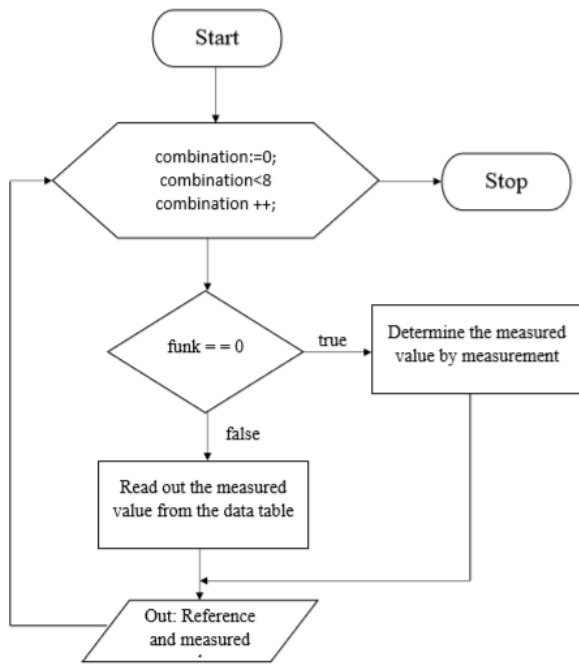 Start
combination:=0;
combination<8
combination ++;
Stop
funk = = 0
true
Determine the measured
value by measurement
false
Read out the measured
value from the data table
Out: Reference
and measured